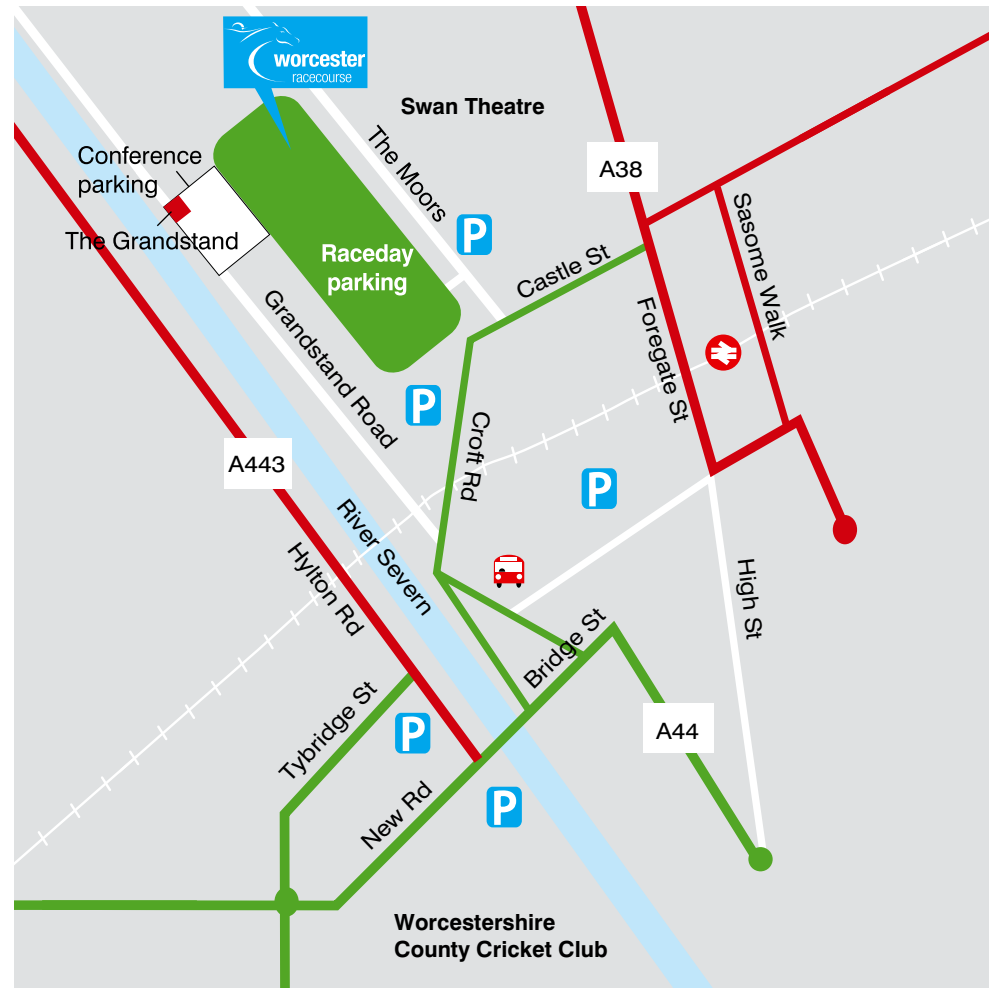 worcester
racecourse
Swan Theatre
The Moors
A38
Conference
parking
The Grandstand
Sasome Walk
P
Raceday
parking
Castle St
Grandstand Road
Foregate St
P
Croft Rd
A443
P
River Severn
Hylton Rd
High St
Bridge St
Tybridge St
P
A44
New Rd
P
Worcestershire
County Cricket Club